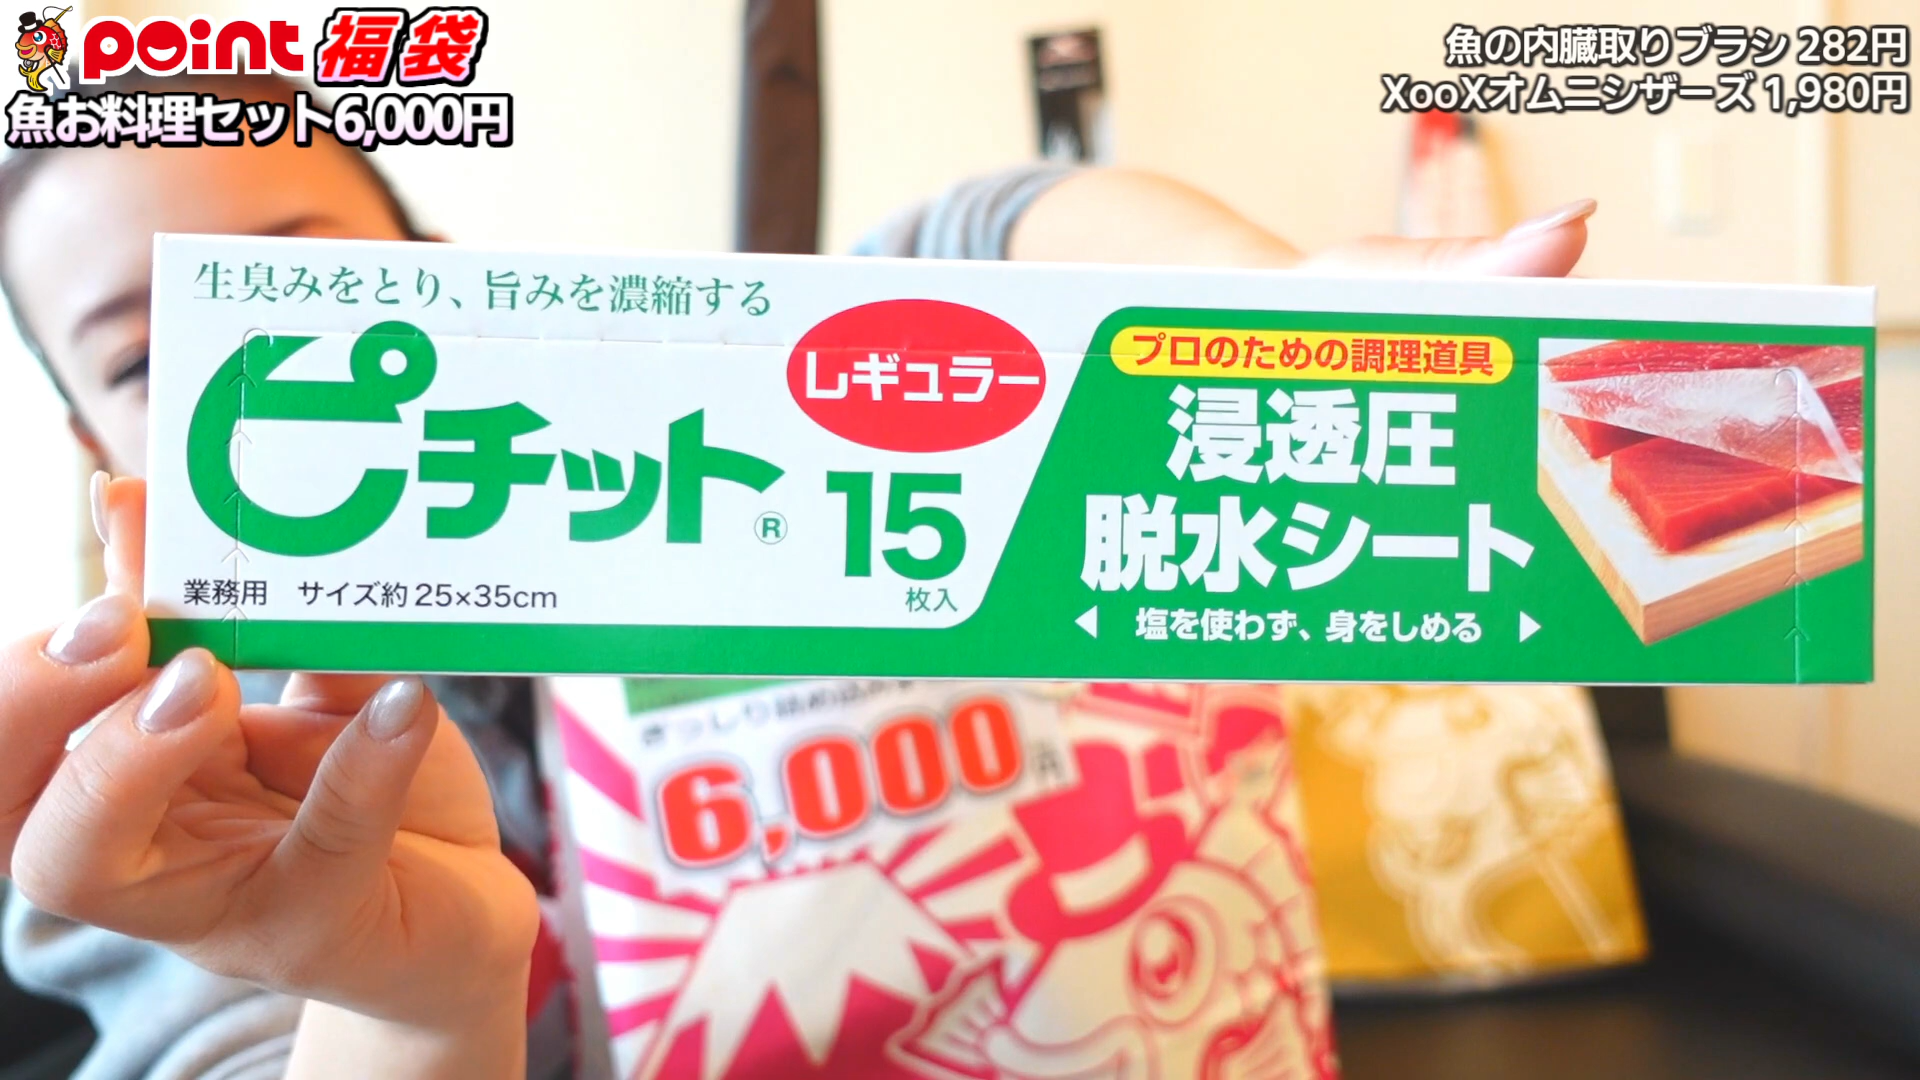 point 福袋
魚お料理セット6,000円
魚の内臓取りブラシ 282円
XooXオムニシザーズ 1,980円
生臭みをとり、旨みを濃縮する
ピチット®
レギュラー
15
枚入
業務用 サイズ約25×35cm
プロのための調理道具
浸透圧
脱水シート
塩を使わず、身をしめる
6,000円